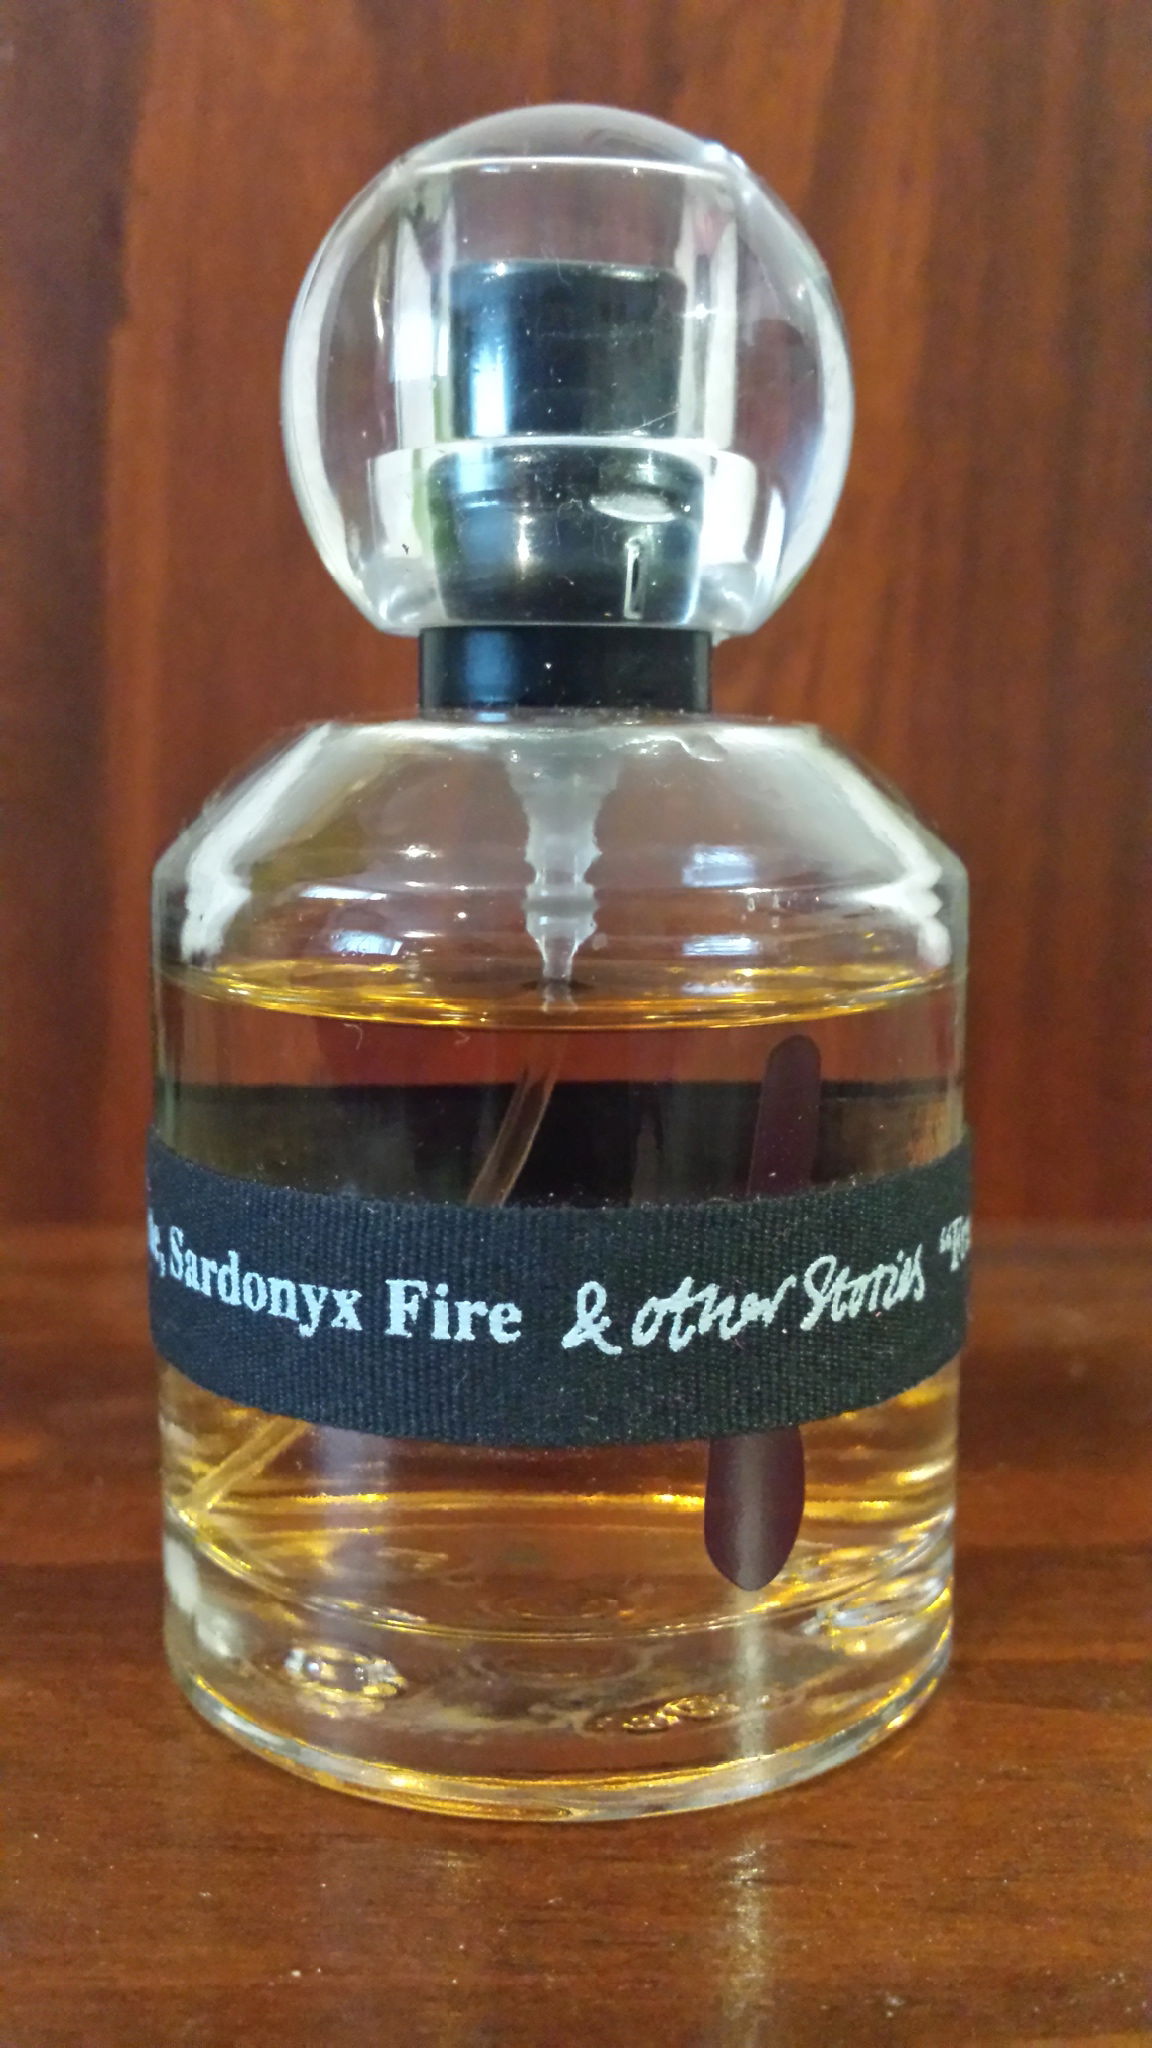 Sardonyx Fire & other Stories